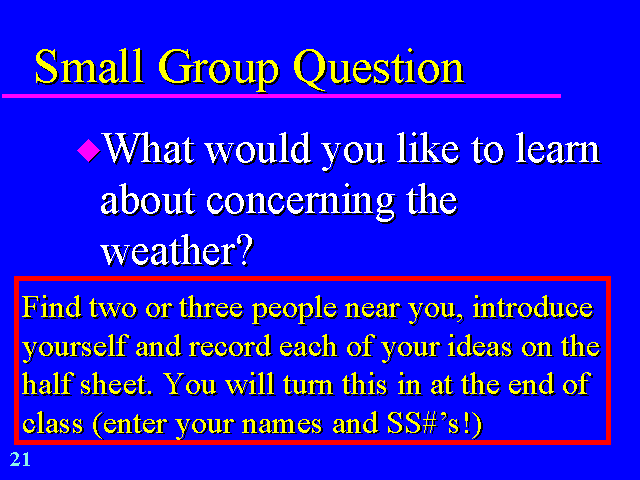 Small Group Question
What would you like to learn
about concerning the
weather?
Find two or three people near you, introduce
yourself and record each of your ideas on the
half sheet. You will turn this in at the end of
class (enter your names and SS#'s!)
21